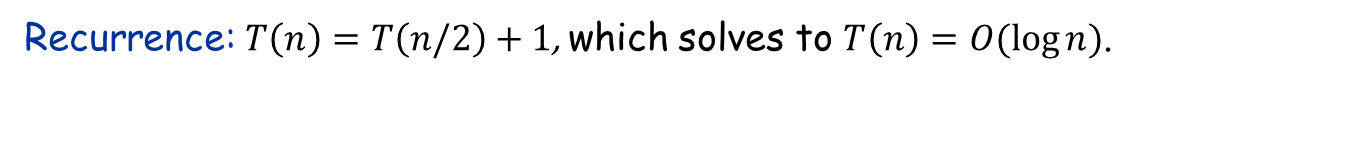 Recurrence: T(n) = T(n/2) + 1, which solves to T(n) = O(log n).